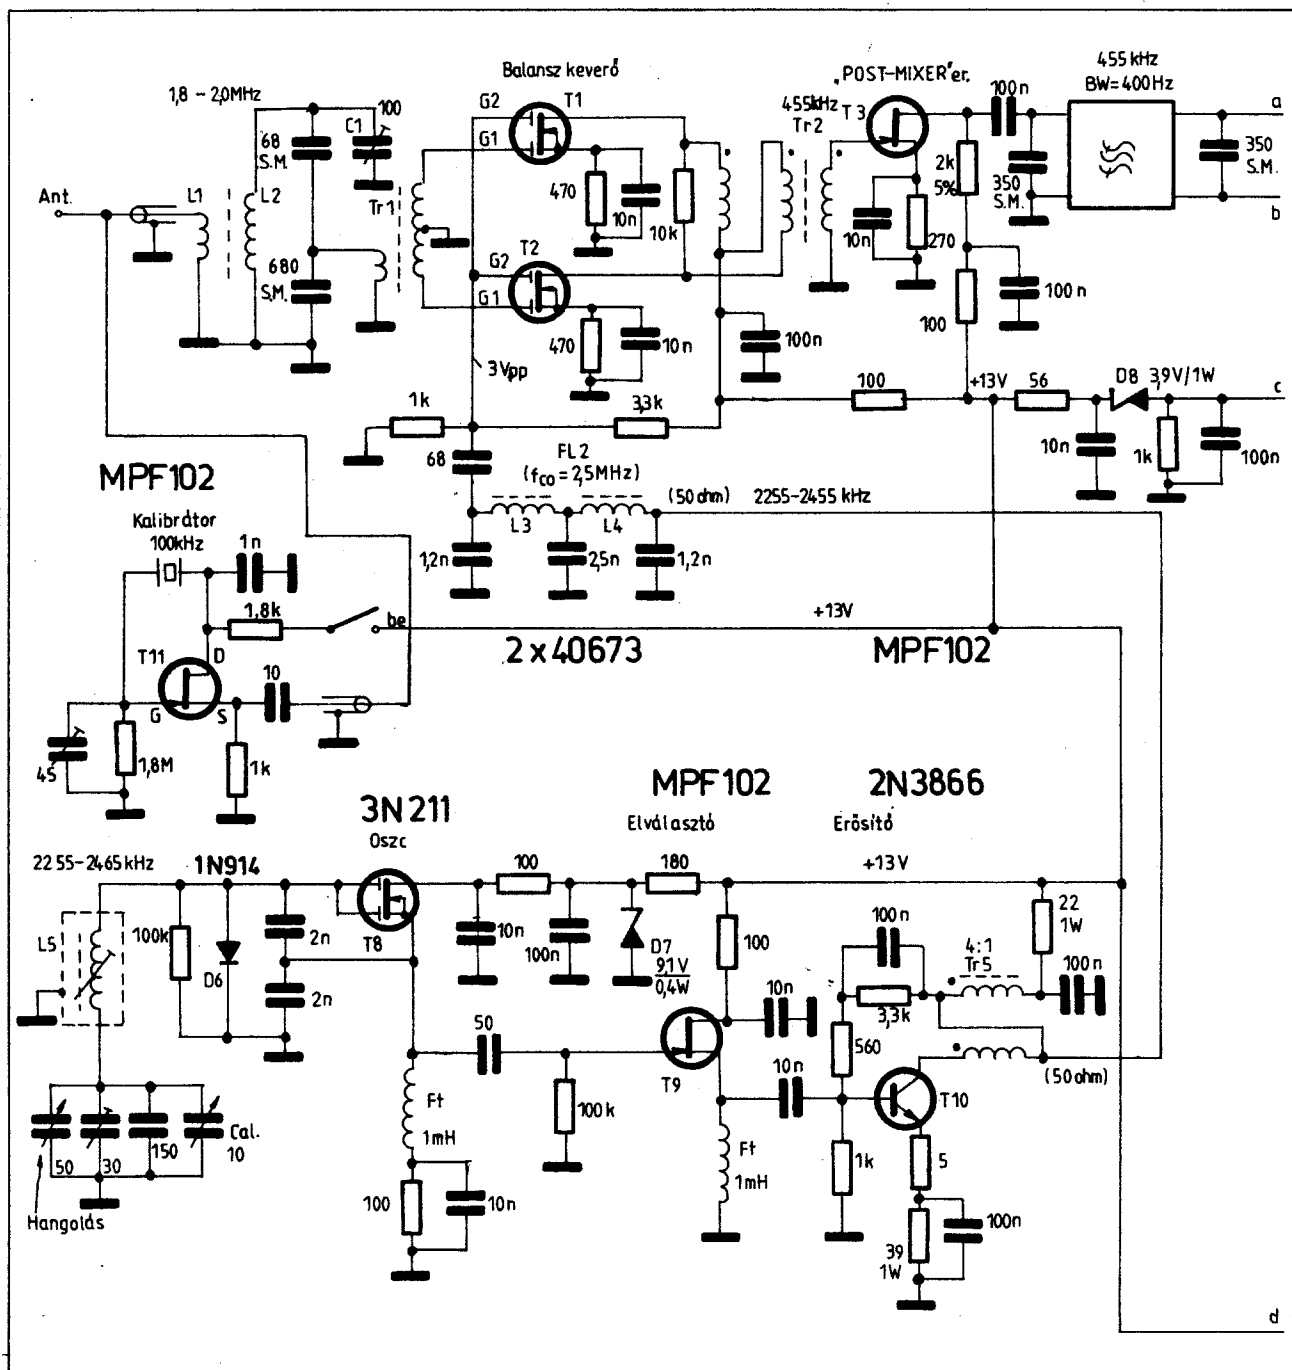 Balansz keverő
„POST-MIXER"er.
455 kHz
BW=400Hz
1,8 - 2,0MHz
100
C1
68
S.M.
G2
T1
G1
455kHz
Tr2
T3
100n
a
2k
5%
350
S.M.
350
S.M.
b
Ant.
L1
L2
Tr1
470
10n
10k
10n
270
680
S.M.
T2
G2
G1
470
10n
100n
100
100n
3Vpp
1k
3,3k
100
+13V
56
D8
3,9V/1W
c
10n
1k
100n
68
FL2
(fco = 2,5MHz)
(50 ohm)
2255-2455 kHz
L3
L4
1,2n
2,5n
1,2n
MPF102
Kalibrátor
100kHz
1n
1,8k
be
+13V
2 x 40673
MPF102
T11
D
G
S
10
45
1,8M
1k
3N211
Oszc
MPF102
Elválasztó
2N3866
Erősítő
2255-2465kHz
1N914
100
180
+13V
L5
100k
D6
2n
2n
T8
10n
100n
D7
9,1V
0,4W
100
100n
3,3k
4:1
Tr5
22
1W
100n
10n
560
50
T9
10n
T10
(50 ohm)
100k
Ft
1mH
Ft
1mH
1k
5
50
30
150
Cal.
10
Hangolás
100
10n
39
1W
100n
d